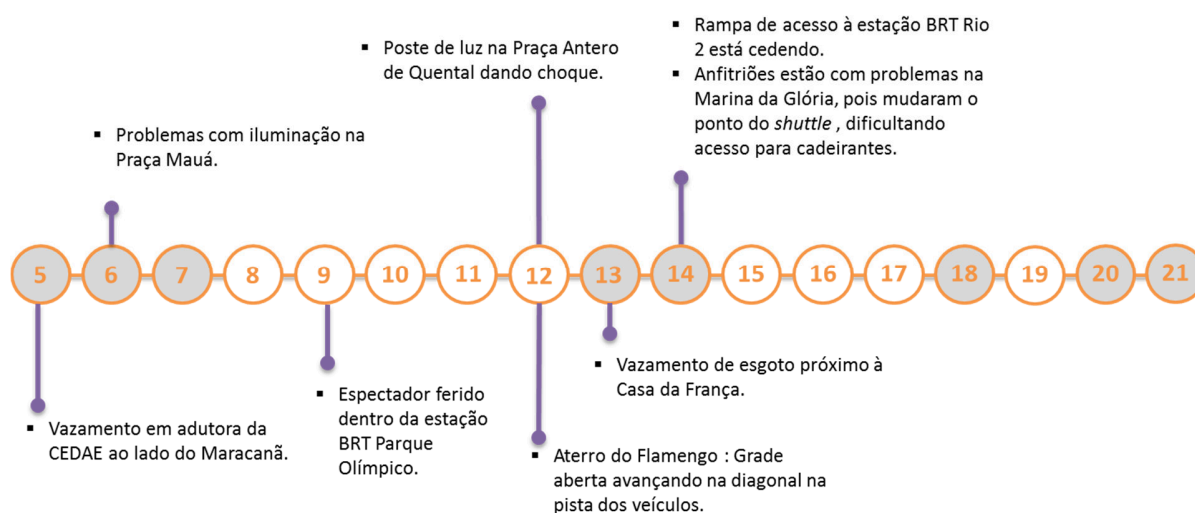 ▪ Rampa de acesso à estação BRT Rio
2 está cedendo.
▪ Anfitriões estão com problemas na
Marina da Glória, pois mudaram o
ponto do shuttle , dificultando
acesso para cadeirantes.
▪ Poste de luz na Praça Antero
de Quental dando choque.
▪ Problemas com iluminação na
Praça Mauá.
5 6 7 8 9 10 11 12 13 14 15 16 17 18 19 20 21
▪ Vazamento em adutora da
CEDAE ao lado do Maracanã.
▪ Espectador ferido
dentro da estação
BRT Parque
Olímpico.
▪ Aterro do Flamengo : Grade
aberta avançando na diagonal na
pista dos veículos.
▪ Vazamento de esgoto próximo à
Casa da França.